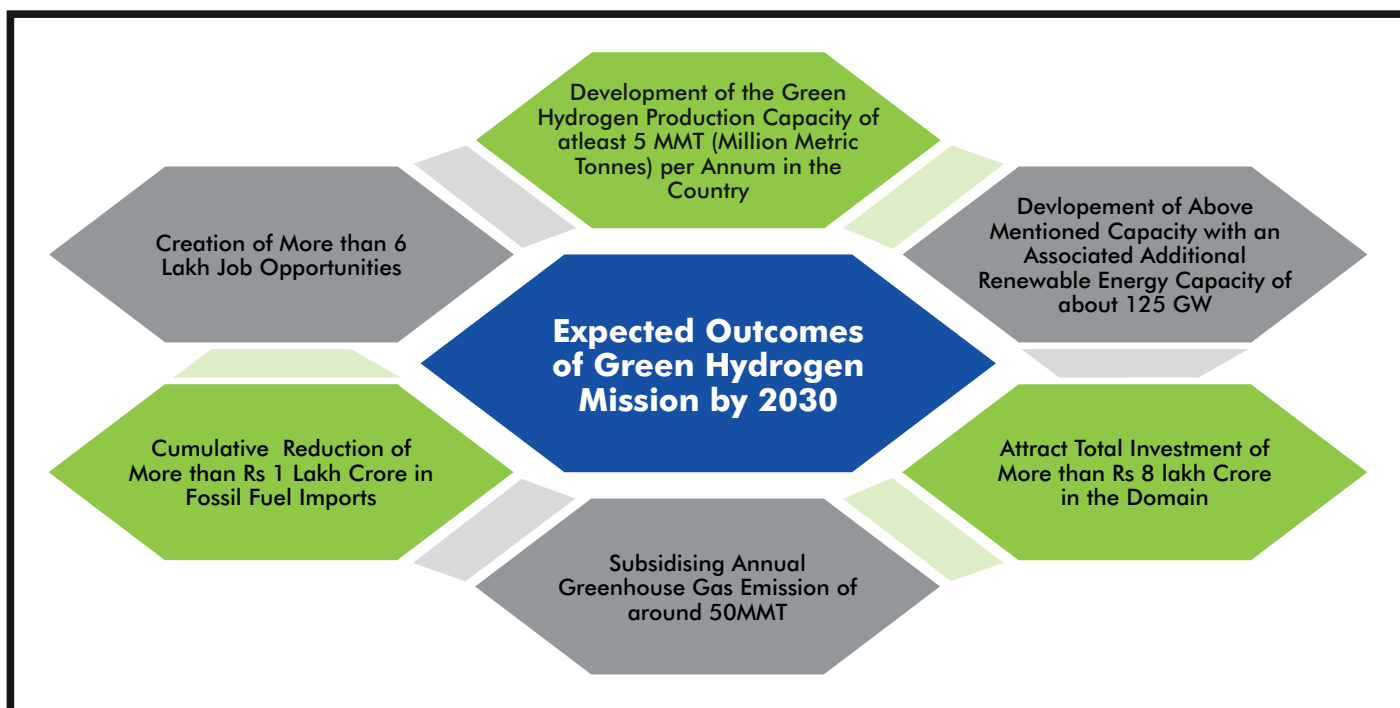 Development of the Green
Hydrogen Production Capacity of
atleast 5 MMT (Million Metric
Tonnes) per Annum in the
Country
Devlopement of Above
Mentioned Capacity with an
Associated Additional
Renewable Energy Capacity of
about 125 GW
Attract Total Investment of
More than Rs 8 lakh Crore
in the Domain
Subsidising Annual
Greenhouse Gas Emission of
around 50MMT
Cumulative Reduction of
More than Rs 1 Lakh Crore in
Fossil Fuel Imports
Creation of More than 6
Lakh Job Opportunities
Expected Outcomes
of Green Hydrogen
Mission by 2030